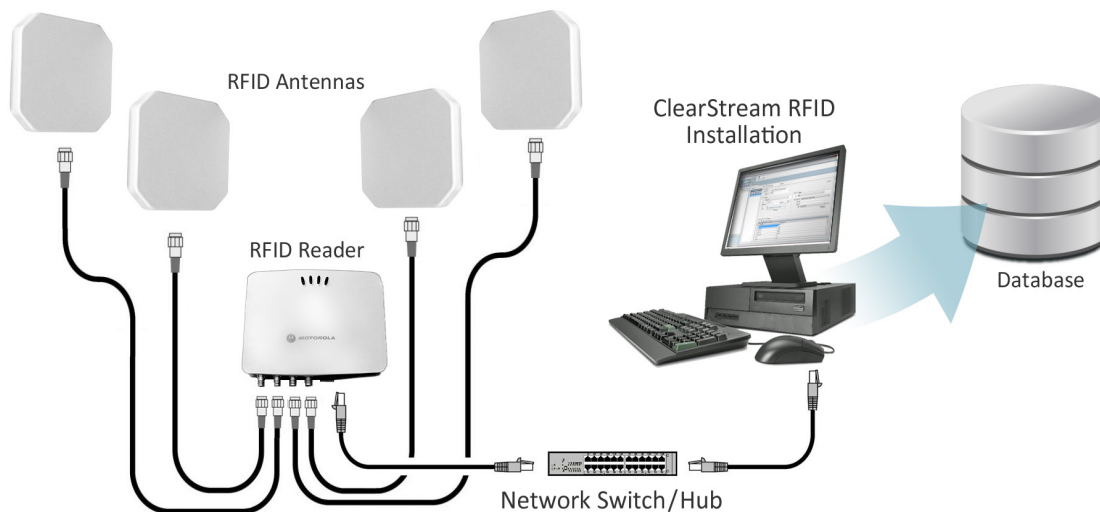 RFID Antennas
ClearStream RFID
Installation
RFID Reader
MOTOROLA
Database
Network Switch/Hub